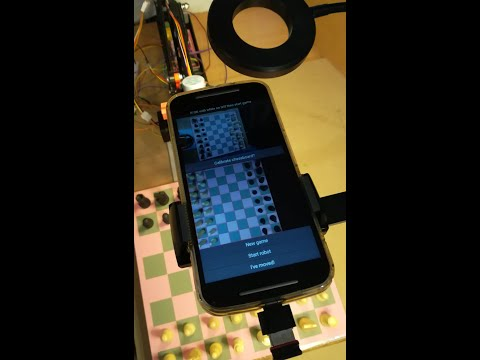 Calibrate chessboard!
New game
Start robot
I've moved!